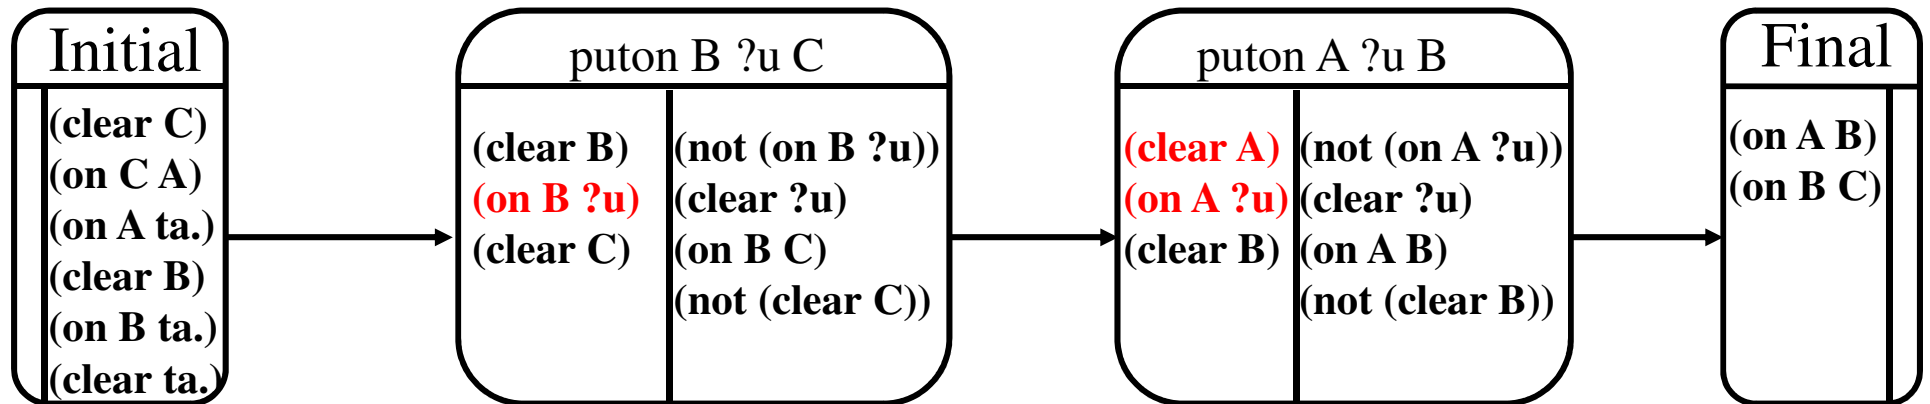 Initial
(clear C)
(on C A)
(on A ta.)
(clear B)
(on B ta.)
(clear ta.)
puton B ?u C
(clear B)
(on B ?u)
(clear C)
(not (on B ?u))
(clear ?u)
(on B C)
(not (clear C))
puton A ?u B
(clear A)
(on A ?u)
(clear B)
(not (on A ?u))
(clear ?u)
(on A B)
(not (clear B))
Final
(on A B)
(on B C)